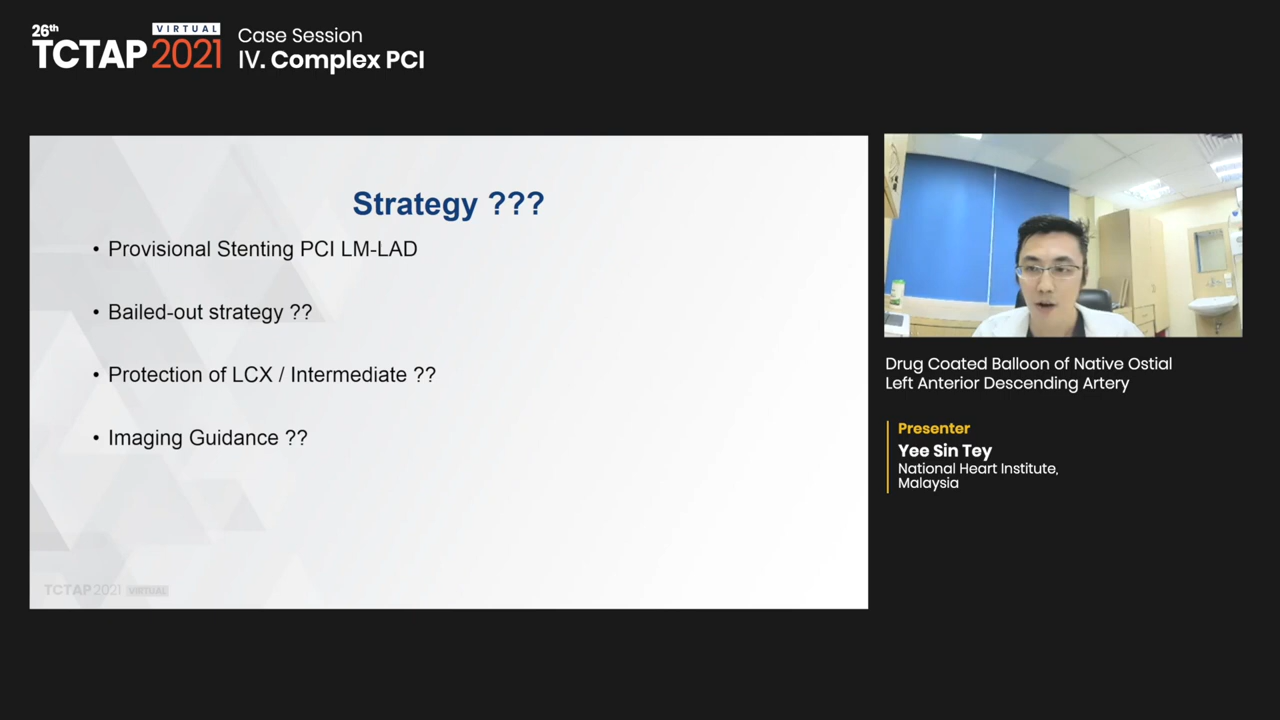 26th
VIRTUAL
TCTAP 2021
Case Session
IV. Complex PCI
Strategy ???
• Provisional Stenting PCI LM-LAD
• Bailed-out strategy ??
• Protection of LCX / Intermediate ??
• Imaging Guidance ??
TCTAP 2021 VIRTUAL
Drug Coated Balloon of Native Ostial
Left Anterior Descending Artery
Presenter
Yee Sin Tey
National Heart Institute,
Malaysia